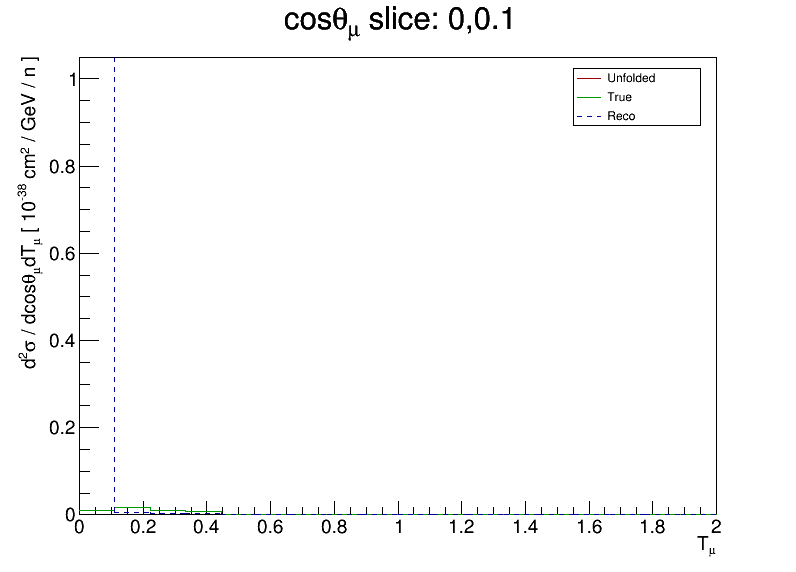 cosθμ slice: 0,0.1
d²σ / dcosθμdTμ [ 10⁻³⁸ cm² / GeV / n ]
Unfolded
True
Reco
1
0.8
0.6
0.4
0.2
0
0 0.2 0.4 0.6 0.8 1 1.2 1.4 1.6 1.8 2
Tμ